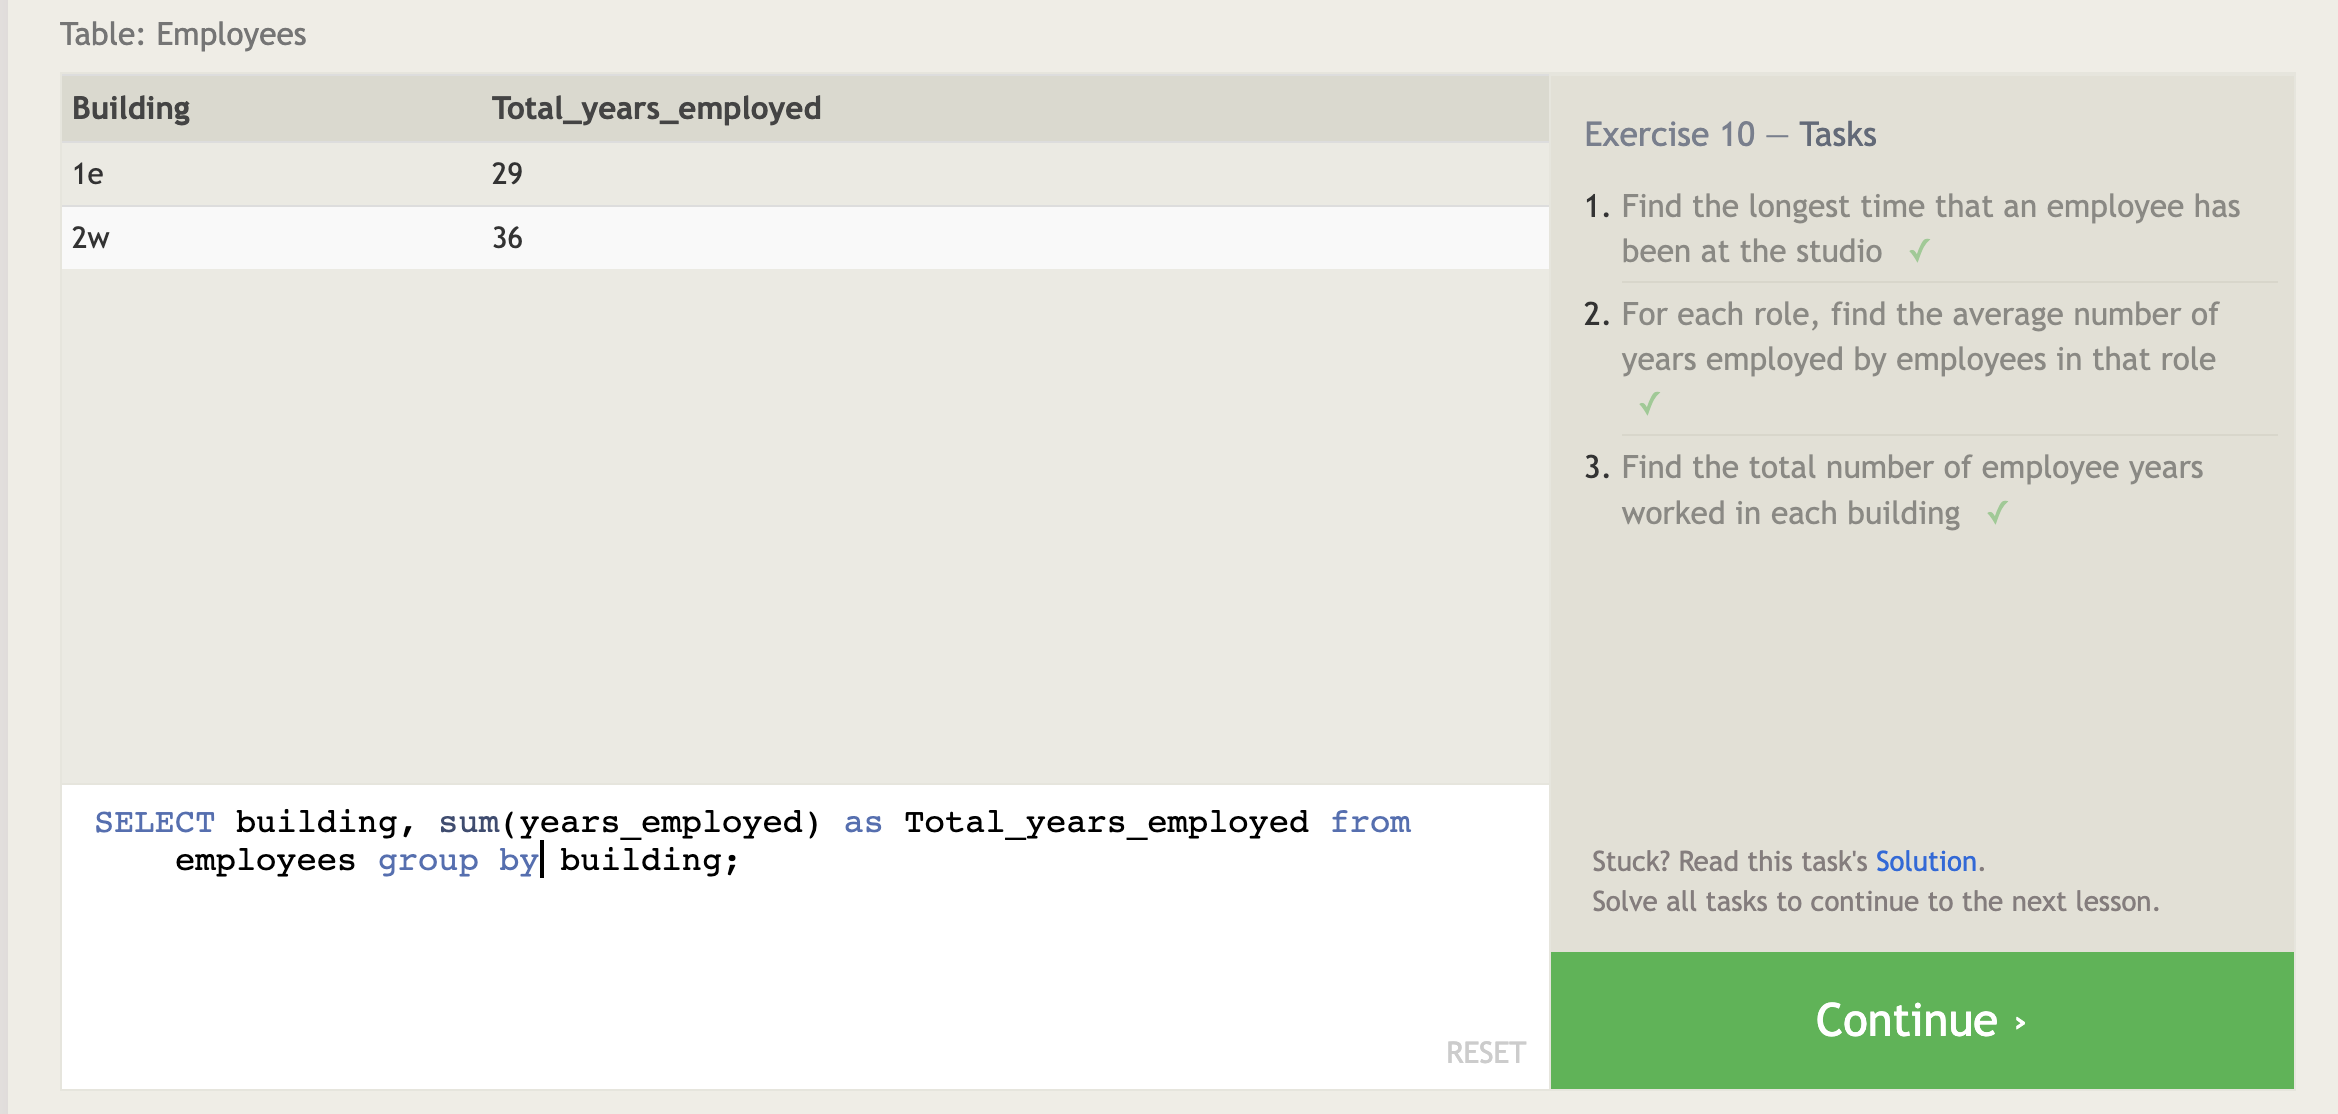 Table: Employees
Building Total_years_employed
1e 29
2w 36
SELECT building, sum(years_employed) as Total_years_employed from
employees group by building;
RESET
Exercise 10 — Tasks
1. Find the longest time that an employee has
been at the studio ✓
2. For each role, find the average number of
years employed by employees in that role
✓
3. Find the total number of employee years
worked in each building ✓
Stuck? Read this task's Solution.
Solve all tasks to continue to the next lesson.
Continue ›